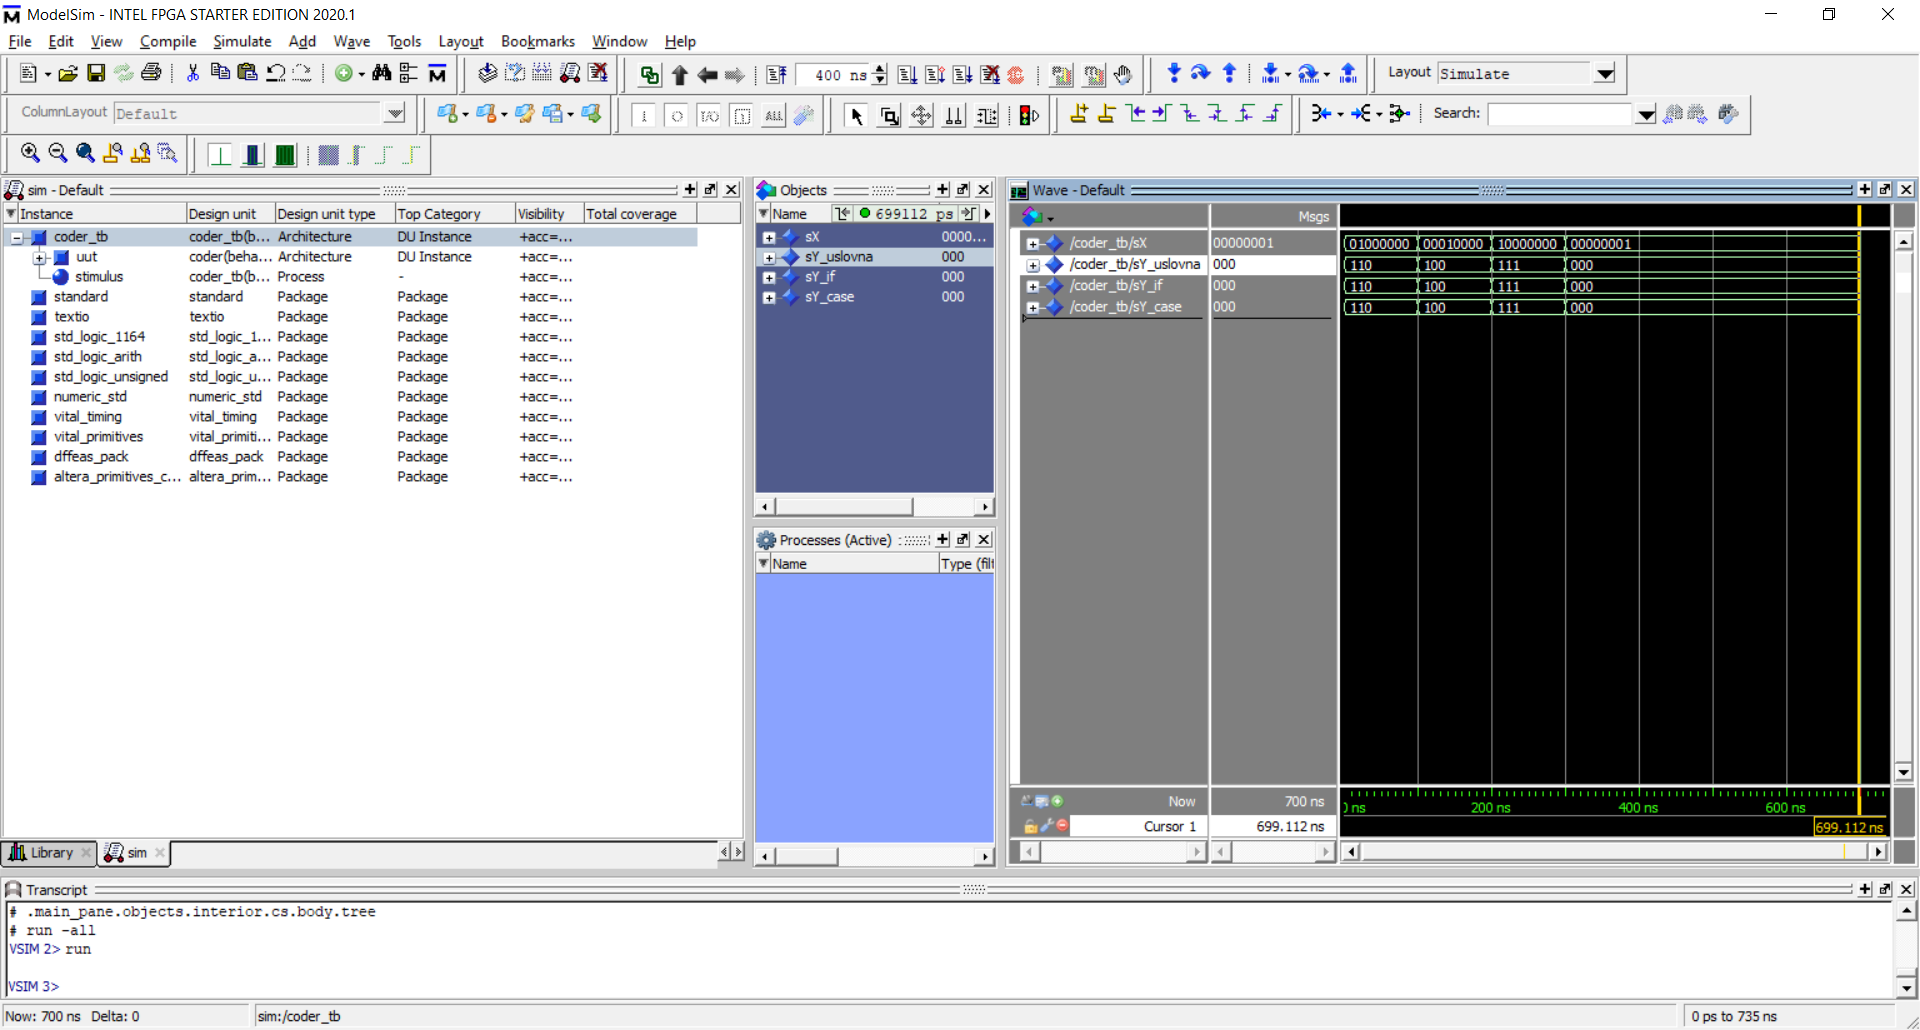 ModelSim - INTEL FPGA STARTER EDITION 2020.1
File Edit View Compile Simulate Add Wave Tools Layout Bookmarks Window Help
400 ns Layout Simulate
ColumnLayout Default ALL Search:
sim - Default
Instance Design unit Design unit type Top Category Visibility Total coverage
coder_tb coder_tb(b... Architecture DU Instance +acc=...
uut coder(beha... Architecture DU Instance +acc=...
stimulus coder_tb(b... Process - +acc=...
standard standard Package Package +acc=...
textio textio Package Package +acc=...
std_logic_1164 std_logic_1... Package Package +acc=...
std_logic_arith std_logic_a... Package Package +acc=...
std_logic_unsigned std_logic_u... Package Package +acc=...
numeric_std numeric_std Package Package +acc=...
vital_timing vital_timing Package Package +acc=...
vital_primitives vital_primiti... Package Package +acc=...
dffeas_pack dffeas_pack Package Package +acc=...
altera_primitives_c... altera_prim... Package Package +acc=...
Library sim
Objects
Name 699112 ps
sX 0000...
sY_uslovna 000
sY_if 000
sY_case 000
Processes (Active)
Name Type (filt
Wave - Default
Msgs
/coder_tb/sX 00000001 01000000 00010000 10000000 00000001
/coder_tb/sY_uslovna 000 110 100 111 000
/coder_tb/sY_if 000 110 100 111 000
/coder_tb/sY_case 000 110 100 111 000
Now 700 ns ns 200 ns 400 ns 600 ns
Cursor 1 699.112 ns 699.112 ns
Transcript
# .main_pane.objects.interior.cs.body.tree
# run -all
VSIM 2> run
VSIM 3>
Now: 700 ns Delta: 0 sim:/coder_tb 0 ps to 735 ns